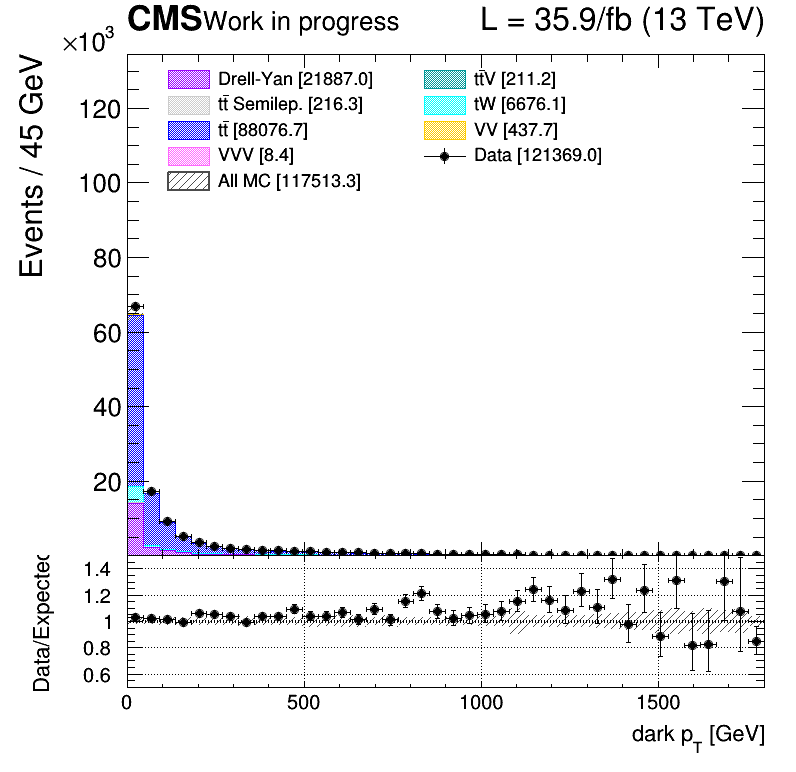 CMS Work in progress L = 35.9/fb (13 TeV)
×10³
Events / 45 GeV
Drell-Yan [21887.0]
tt̄ Semilep. [216.3]
tt̄ [88076.7]
VVV [8.4]
All MC [117513.3]
tt̄V [211.2]
tW [6676.1]
VV [437.7]
Data [121369.0]
120
100
80
60
40
20
Data/Expected
1.4
1.2
1
0.8
0.6
0 500 1000 1500
dark p_T [GeV]